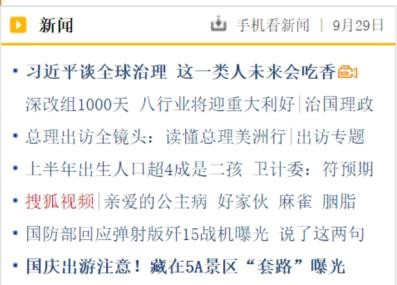 新闻 手机看新闻 | 9月29日
习近平谈全球治理 这一类人未来会吃香
深改组1000天 八行业将迎重大利好|治国理政
总理出访全镜头：读懂总理美洲行|出访专题
上半年出生人口超4成是二孩 卫计委：符预期
搜狐视频|亲爱的公主病 好家伙 麻雀 胭脂
国防部回应弹射版歼15战机曝光 说了这两句
国庆出游注意！藏在5A景区“套路”曝光